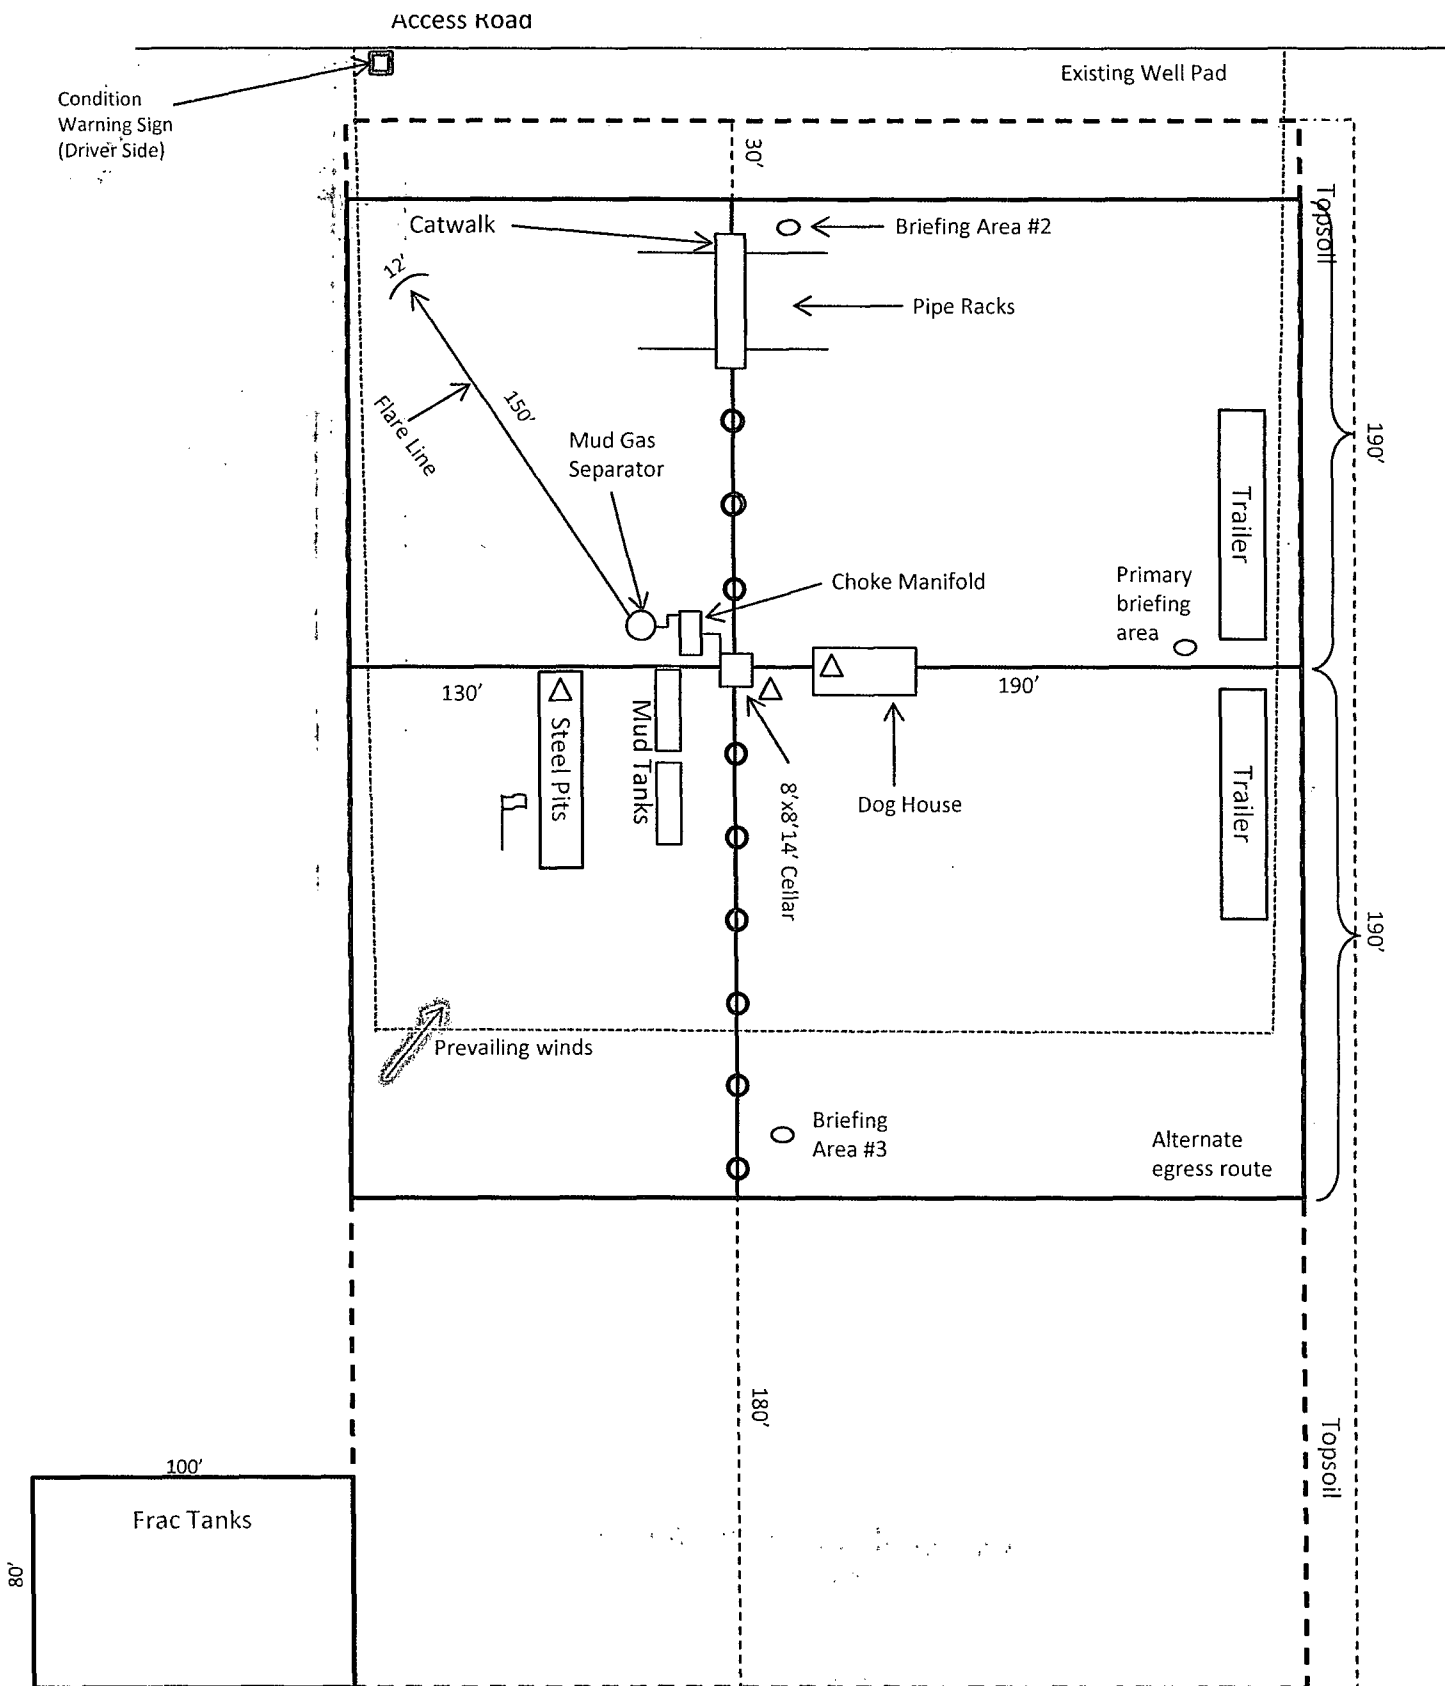 Access Road
Existing Well Pad
Condition
Warning Sign
(Driver Side)
30'
Topsoil
Catwalk
Briefing Area #2
12'
Pipe Racks
150'
Flare Line
190'
Mud Gas
Separator
Trailer
Choke Manifold
Primary
briefing
area
130'
190'
Steel Pits
Mud Tanks
8'x8'14' Cellar
Dog House
Trailer
190'
Prevailing winds
Briefing
Area #3
Alternate
egress route
180'
Topsoil
100'
Frac Tanks
80'